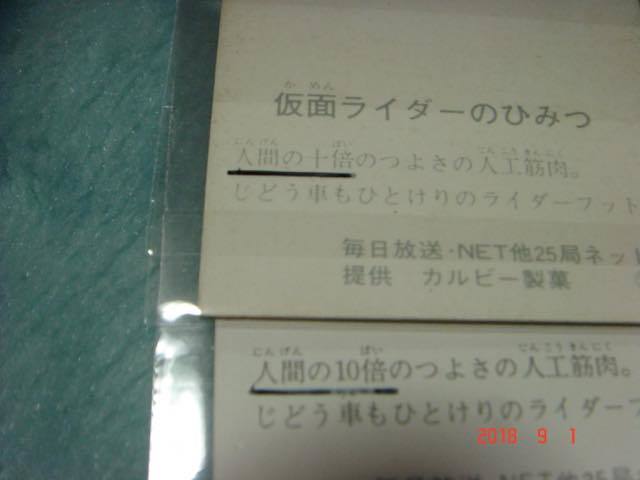 かめん
仮面ライダーのひみつ
にんげん ばい じんこうきんにく
人間の十倍のつよさの人工筋肉。
じどう車もひとけりのライダーフット
毎日放送・NET他25局ネット
提供 カルビー製菓
にんげん ばい じんこうきんにく
人間の10倍のつよさの人工筋肉。
じどう車もひとけりのライダーフ
2018 9 1